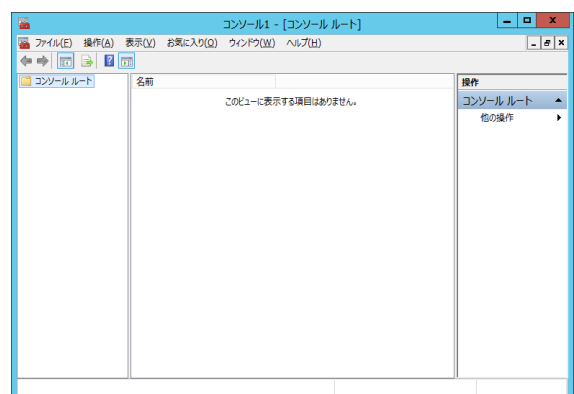 コンソール1 - [コンソール ルート]
ファイル(F) 操作(A) 表示(V) お気に入り(O) ウィンドウ(W) ヘルプ(H)
コンソール ルート
名前
このビューに表示する項目はありません。
操作
コンソール ルート
他の操作